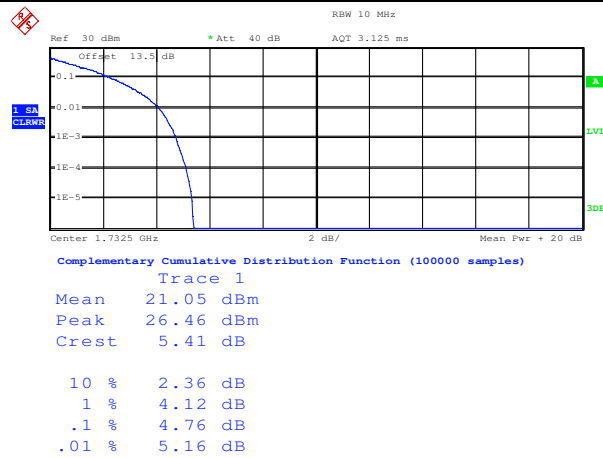 R S
RBW 10 MHz
Ref 30 dBm * Att 40 dB AQT 3.125 ms
Offset 13.5 dB
0.1
A
0.01
1 SA
CLRWR
1E-3
1E-4
1E-5
3DB
Center 1.7325 GHz 2 dB/ Mean Pwr + 20 dB
Complementary Cumulative Distribution Function (100000 samples)
Trace 1
Mean 21.05 dBm
Peak 26.46 dBm
Crest 5.41 dB
10 % 2.36 dB
1 % 4.12 dB
.1 % 4.76 dB
.01 % 5.16 dB